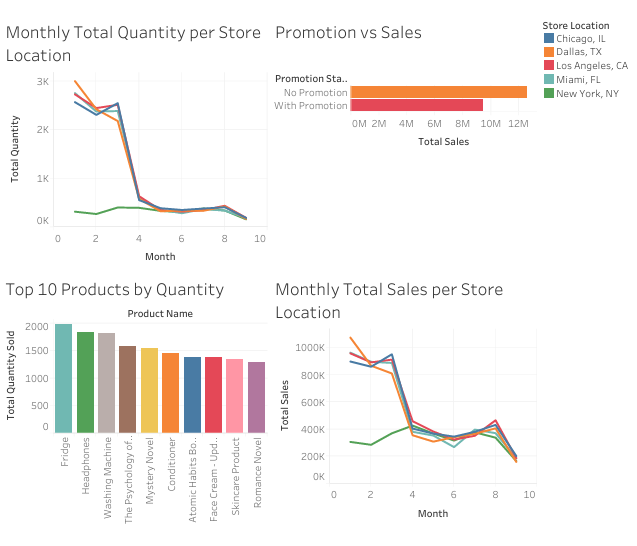 Monthly Total Quantity per Store
Location
3K
2K
1K
0K
Total Quantity
0 2 4 6 8 10
Month
Promotion vs Sales
Promotion Sta..
No Promotion
With Promotion
0M 2M 4M 6M 8M 10M 12M
Total Sales
Store Location
Chicago, IL
Dallas, TX
Los Angeles, CA
Miami, FL
New York, NY
Top 10 Products by Quantity
Product Name
2000
1500
1000
500
0
Total Quantity Sold
Fridge
Headphones
Washing Machine
The Psychology of..
Mystery Novel
Conditioner
Atomic Habits Bo..
Face Cream - Upd..
Skincare Product
Romance Novel
Monthly Total Sales per Store
Location
1000K
800K
600K
400K
200K
0K
Total Sales
0 2 4 6 8 10
Month